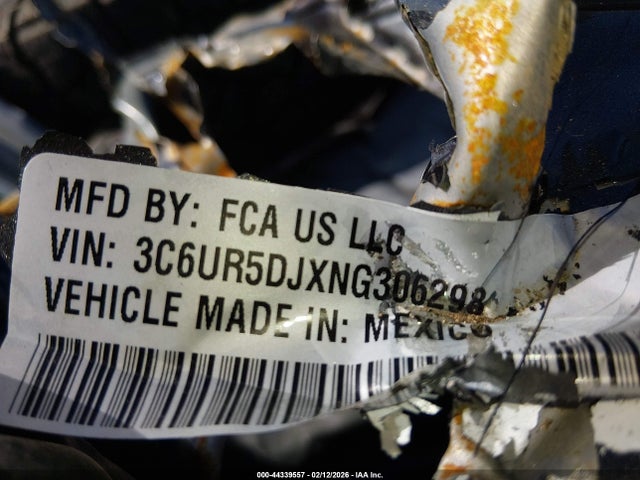 MFD BY: FCA US LLC
VIN: 3C6UR5DJXNG306298
VEHICLE MADE IN: MEXICO
000-44339557 - 02/12/2026 - IAA Inc.